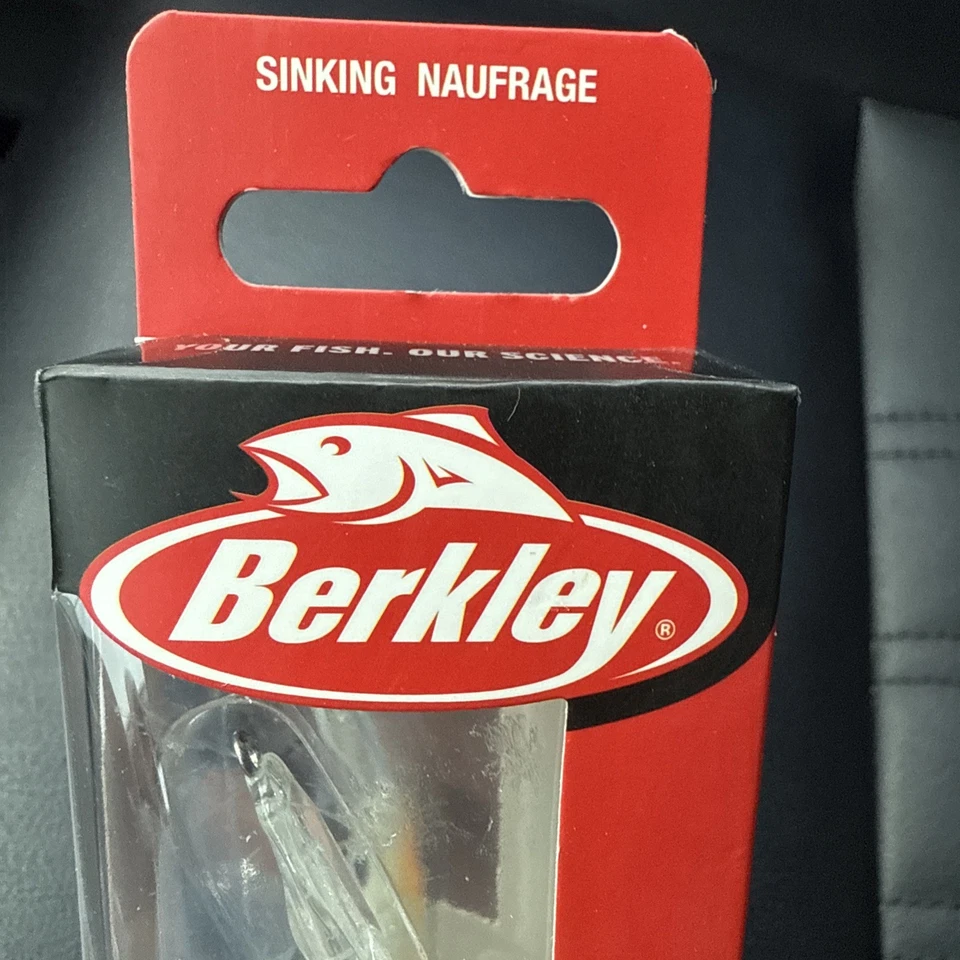 SINKING NAUFRAGE
YOUR FISH. OUR SCIENCE.
Berkley®